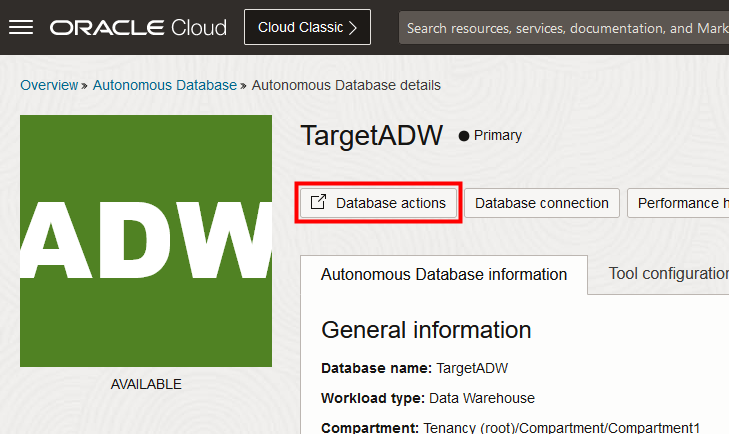 ORACLE Cloud
Cloud Classic
Search resources, services, documentation, and Mark
Overview » Autonomous Database » Autonomous Database details
ADW
AVAILABLE
TargetADW
Primary
Database actions
Database connection
Performance h
Autonomous Database information
Tool configuration
General information
Database name: TargetADW
Workload type: Data Warehouse
Compartment: Tenancy (root)/Compartment/Compartment1